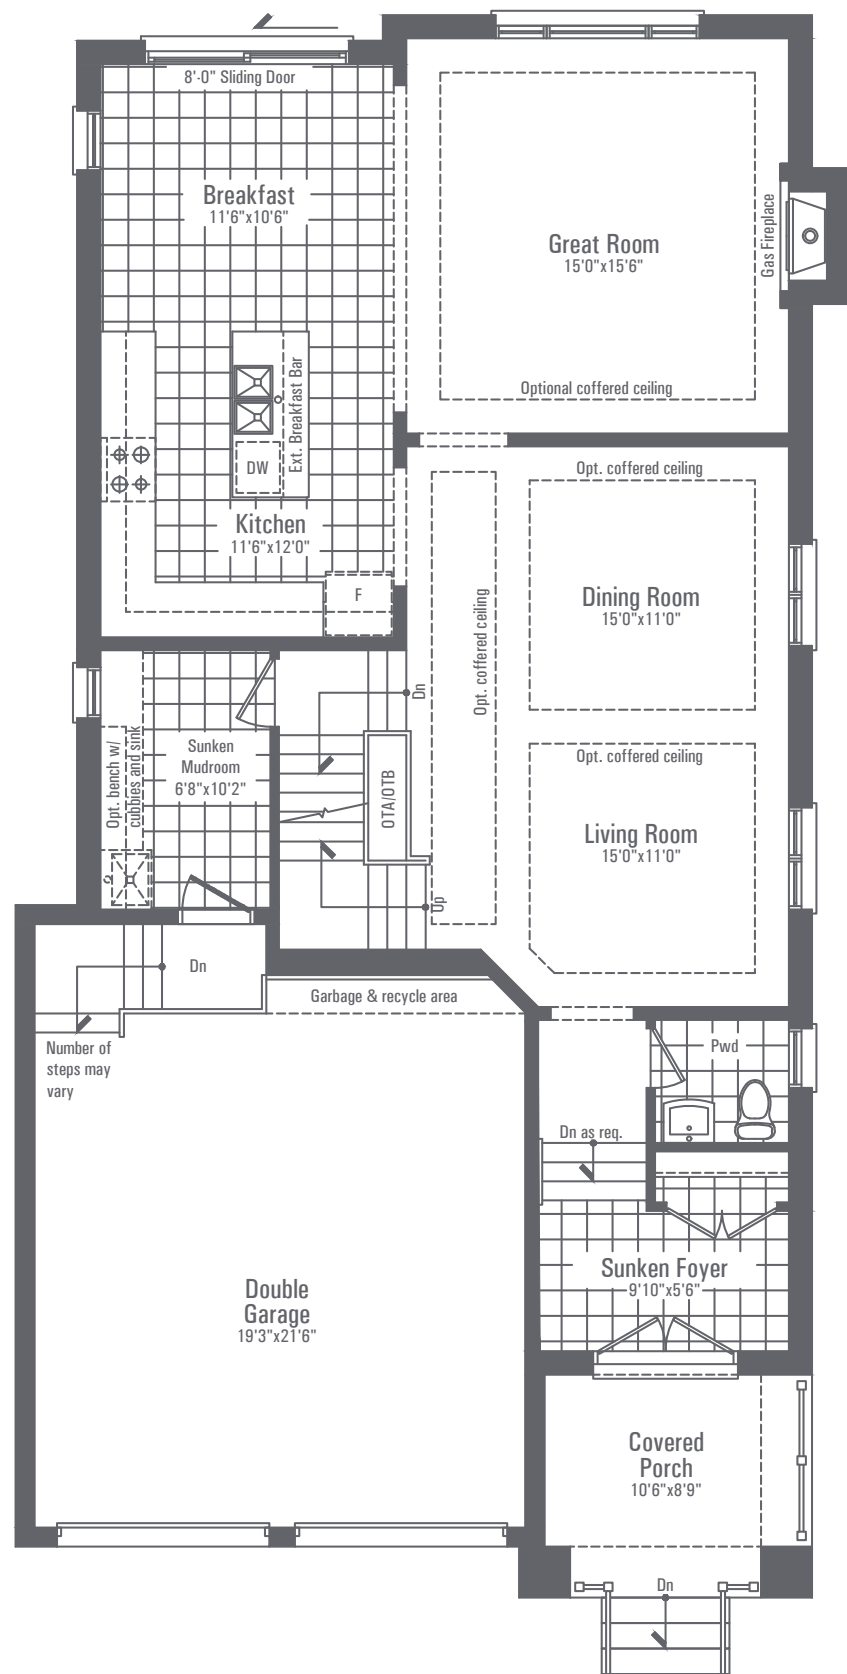 8'-0" Sliding Door
Breakfast
11'6"x10'6"
Great Room
15'0"x15'6"
Gas Fireplace
Optional coffered ceiling
Ext. Breakfast Bar
DW
Kitchen
11'6"x12'0"
F
Opt. coffered ceiling
Dining Room
15'0"x11'0"
Opt. coffered ceiling
Dn
Sunken
Mudroom
6'8"x10'2"
Opt. bench w/
cubbies and sink
OTA/OTB
Up
Opt. coffered ceiling
Living Room
15'0"x11'0"
Dn
Garbage & recycle area
Number of
steps may
vary
Pwd
Dn as req.
Sunken Foyer
9'10"x5'6"
Double
Garage
19'3"x21'6"
Covered
Porch
10'6"x8'9"
Dn